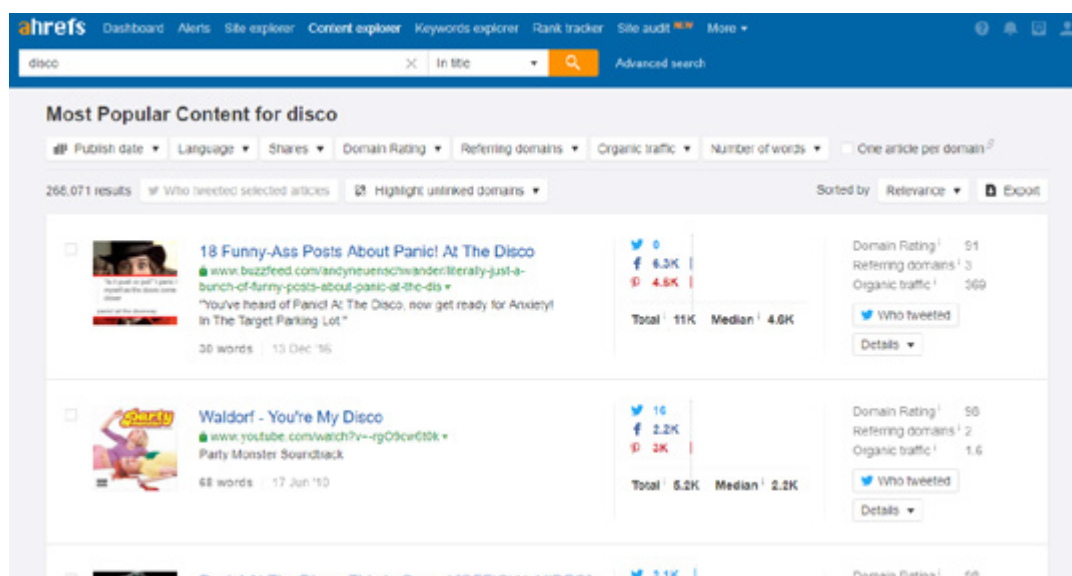 ahrefs Dashboard Alerts Site explorer Content explorer Keywords explorer Rank tracker Site audit NEW More
disco In title Advanced search
Most Popular Content for disco
Publish date Language Shares Domain Rating Referring domains Organic traffic Number of words One article per domain
268,071 results Who tweeted selected articles Highlight unlinked domains Sorted by Relevance Export
18 Funny-Ass Posts About Panic! At The Disco
www.buzzfeed.com/andyneuenschwander/literally-just-a-
bunch-of-funny-posts-about-panic-at-the-dis
"You've heard of Panic! At The Disco, now get ready for Anxiety!
In The Target Parking Lot."
30 words 13 Dec '16
0
6.3K
4.6K
Total 11K Median 4.6K
Domain Rating 91
Referring domains 3
Organic traffic 369
Who tweeted
Details
Party
Waldorf - You're My Disco
www.youtube.com/watch?v=-rgO9cw6t0k
Party Monster Soundtrack
68 words 17 Jun '10
16
2.2K
3K
Total 5.2K Median 2.2K
Domain Rating 98
Referring domains 2
Organic traffic 1.6
Who tweeted
Details
3.1K
Domain Rating 98